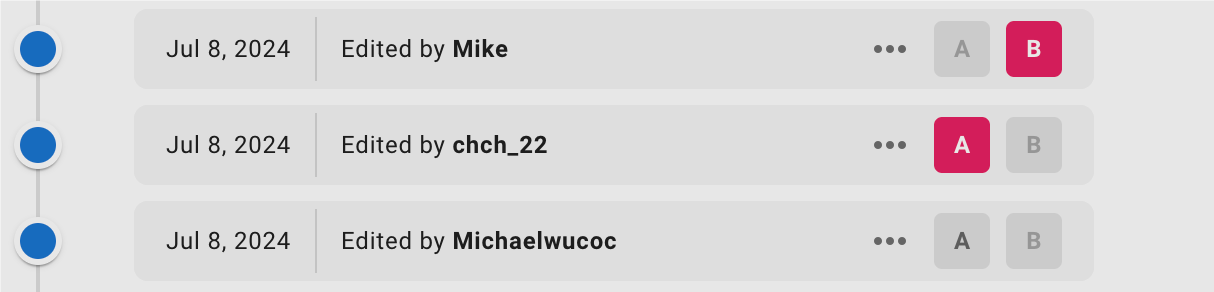 Jul 8, 2024 Edited by Mike ••• A B
Jul 8, 2024 Edited by chch_22 ••• A B
Jul 8, 2024 Edited by Michaelwucoc ••• A B